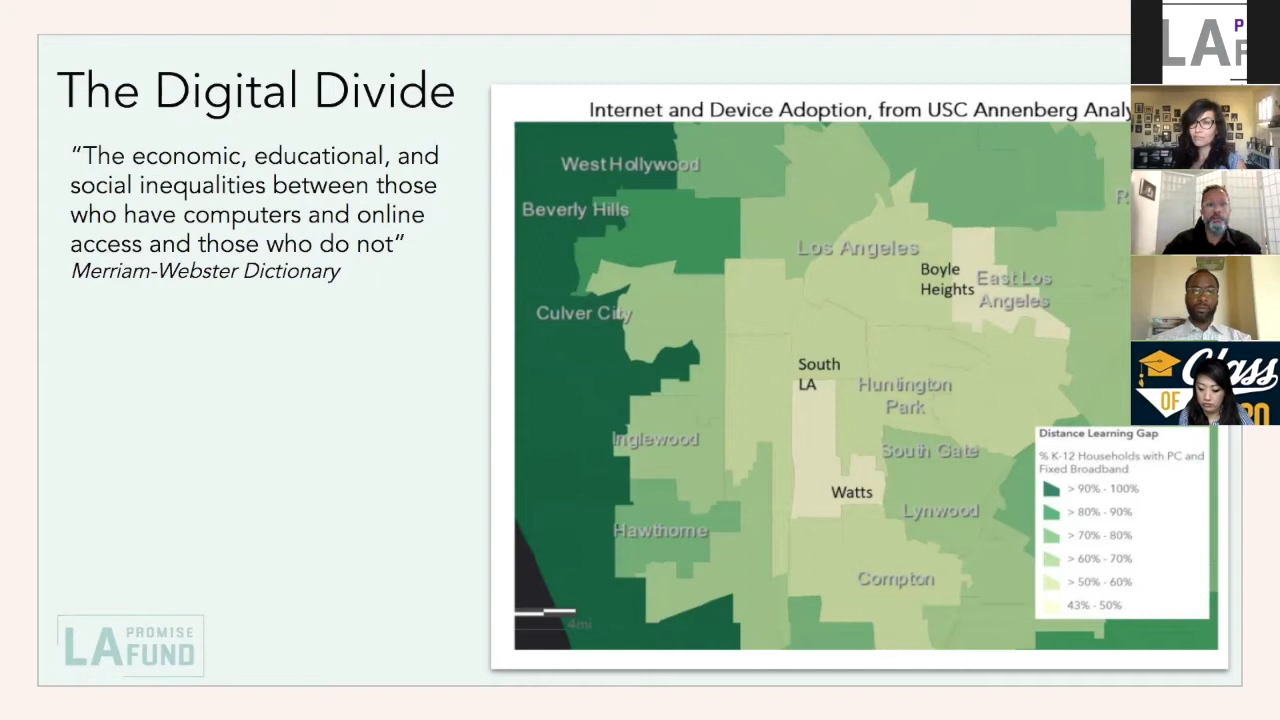 The Digital Divide
"The economic, educational, and
social inequalities between those
who have computers and online
access and those who do not"
Merriam-Webster Dictionary
LA PROMISE
FUND
Internet and Device Adoption, from USC Annenberg Analy
West Hollywood
Beverly Hills
R
Los Angeles
Boyle
Heights
East Los
Angeles
Culver City
South
LA
Huntington
Park
Inglewood
South Gate
Watts
Lynwood
Hawthorne
Compton
4mi
Distance Learning Gap
% K-12 Households with PC and
Fixed Broadband
> 90% - 100%
> 80% - 90%
> 70% - 80%
> 60% - 70%
> 50% - 60%
43% - 50%
LA P
F
Class
OF 20